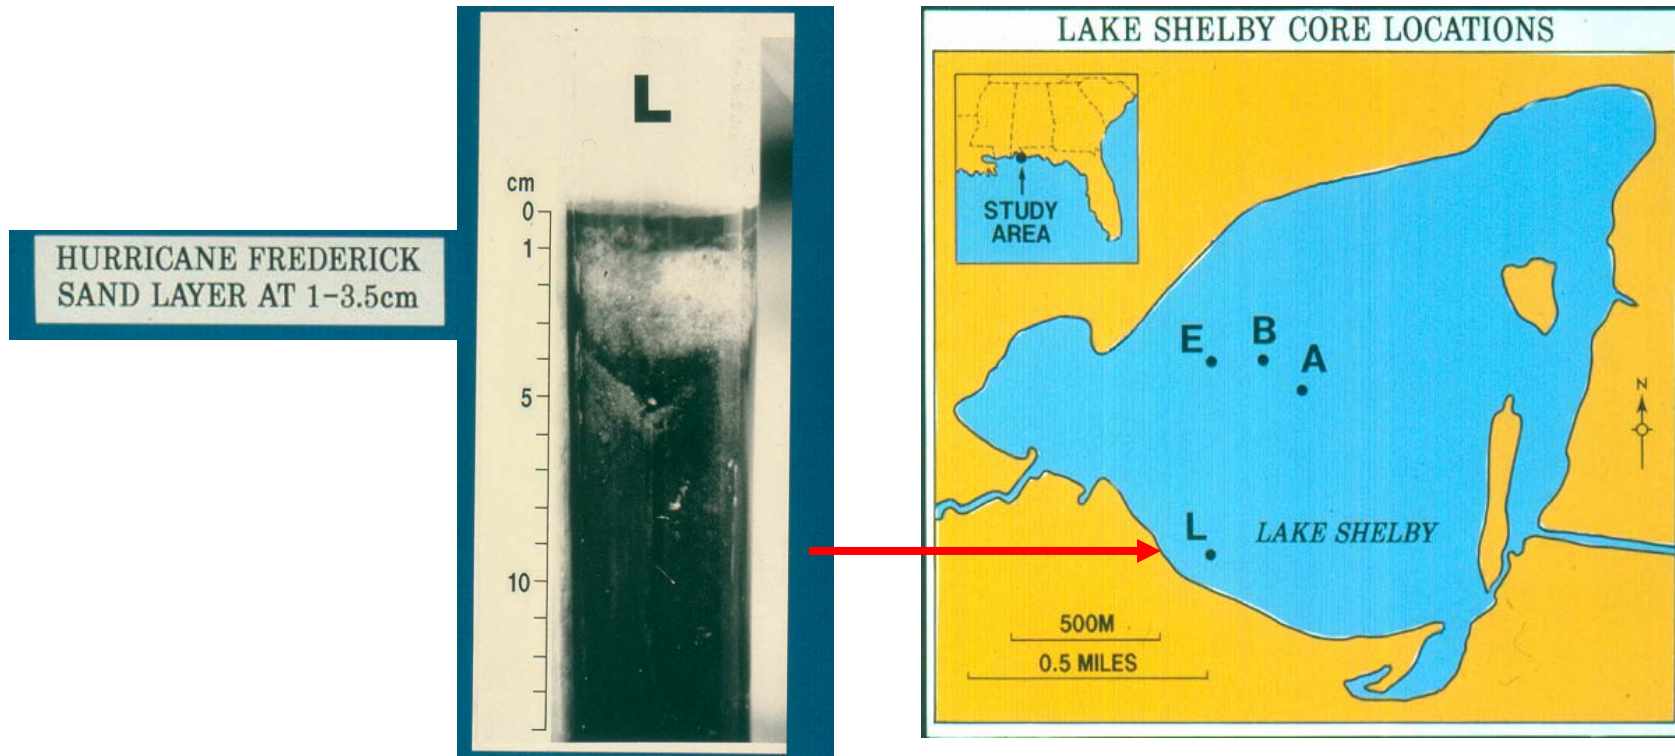 HURRICANE FREDERICK
SAND LAYER AT 1-3.5cm
L
cm
0
1
5
10
LAKE SHELBY CORE LOCATIONS
STUDY
AREA
E
B
A
N
L
LAKE SHELBY
500M
0.5 MILES